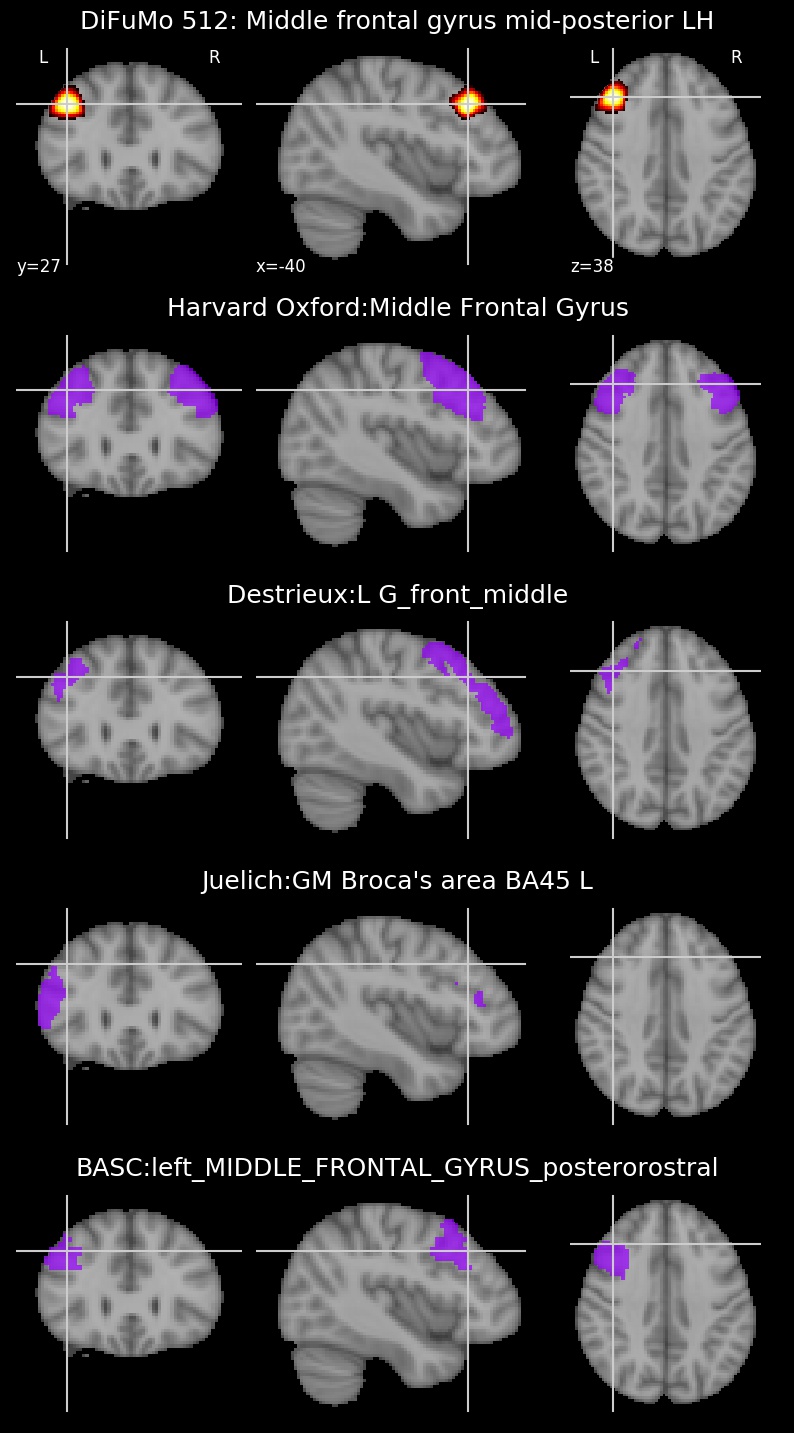 DiFuMo 512: Middle frontal gyrus mid-posterior LH
L R L R
y=27 x=-40 z=38
Harvard Oxford:Middle Frontal Gyrus
Destrieux:L G_front_middle
Juelich:GM Broca's area BA45 L
BASC:left_MIDDLE_FRONTAL_GYRUS_posterorostral